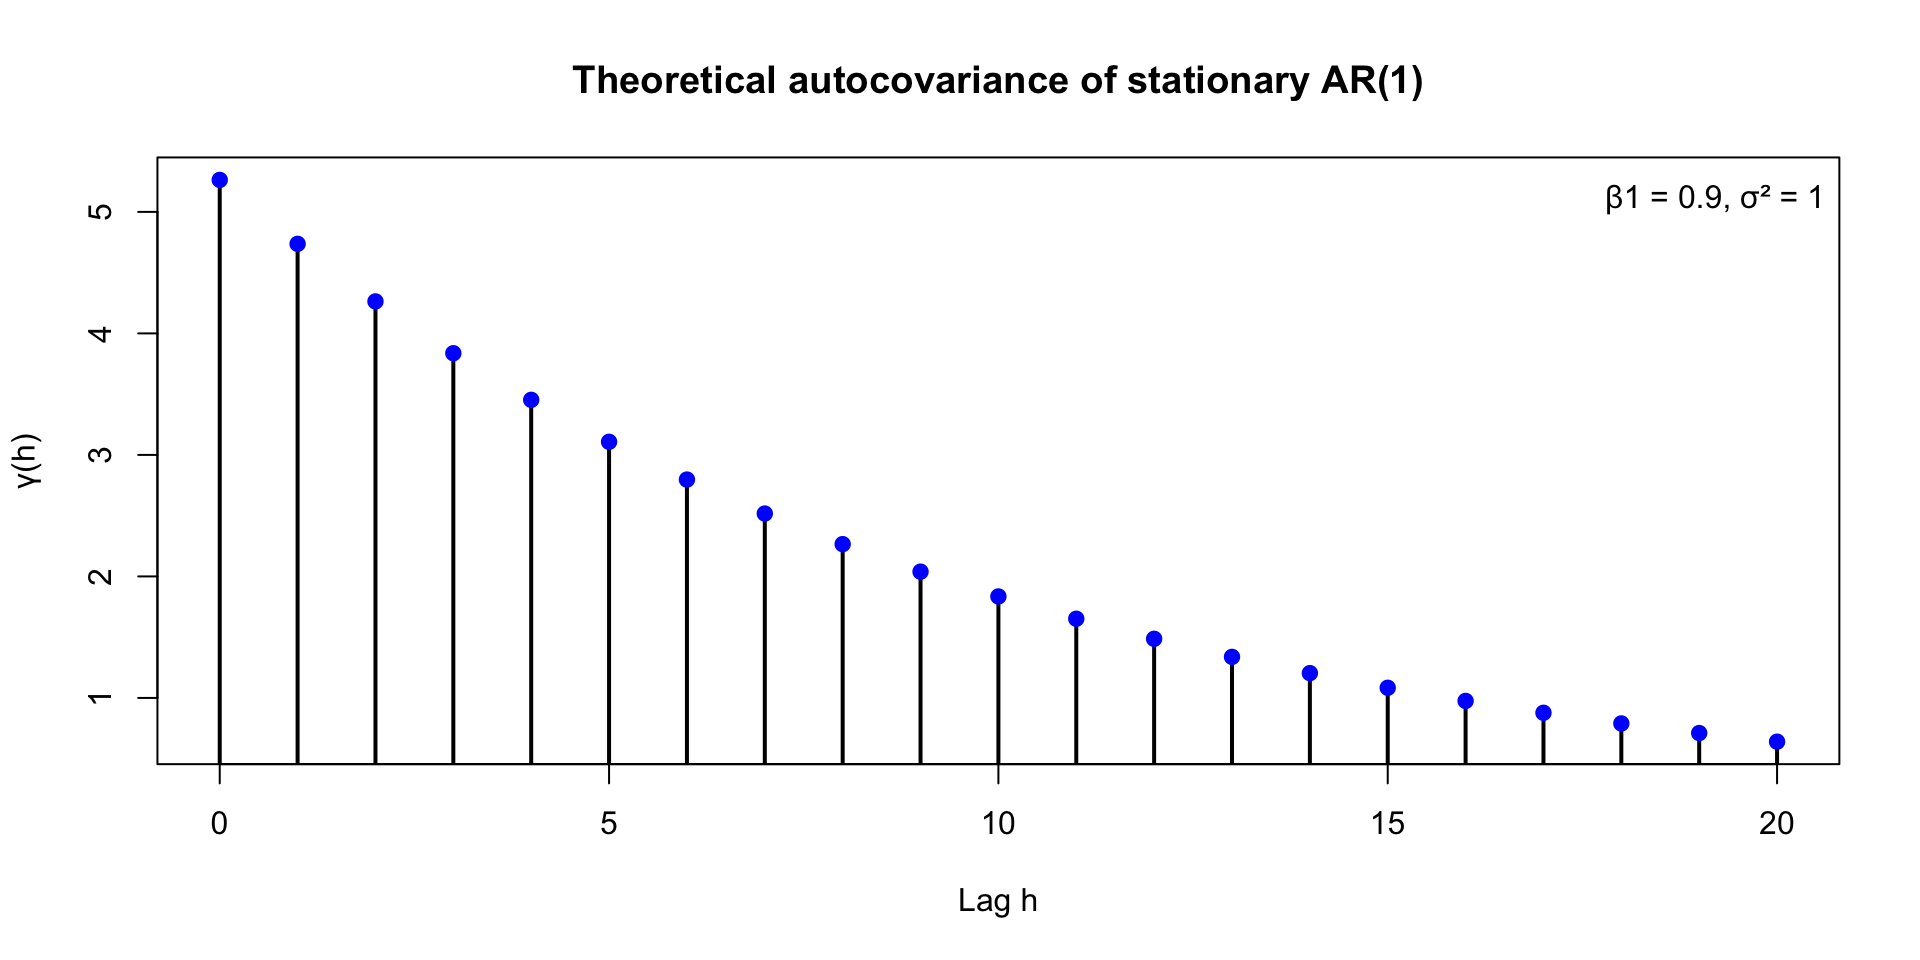 Theoretical autocovariance of stationary AR(1)
β1 = 0.9, σ² = 1
γ(h)
5
4
3
2
1
0 5 10 15 20
Lag h